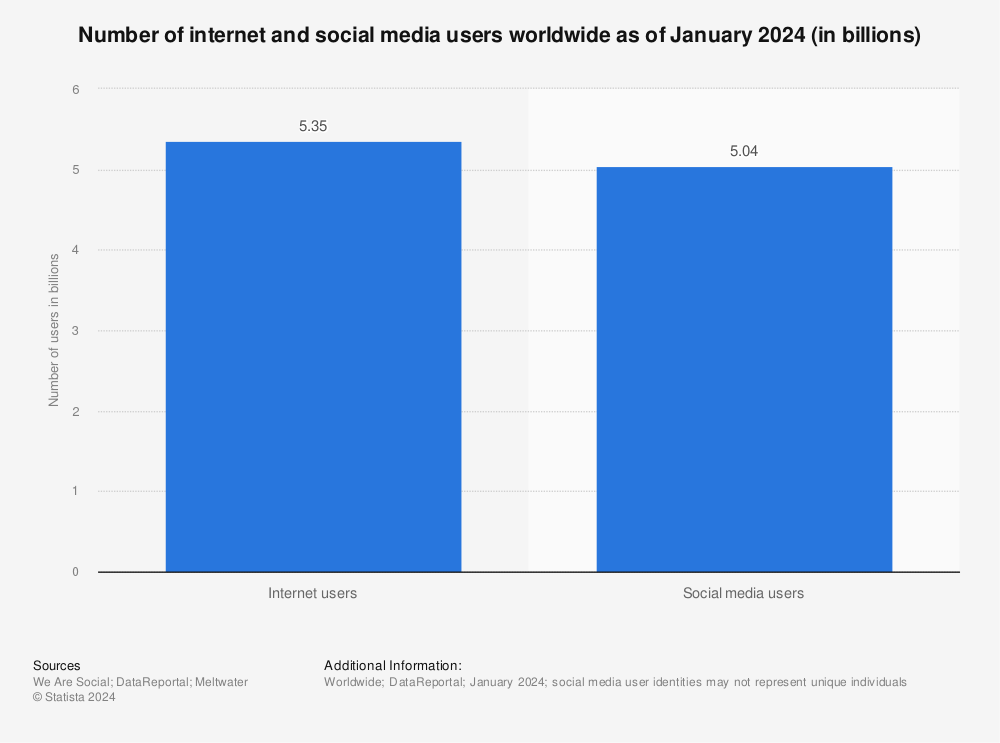 Number of internet and social media users worldwide as of January 2024 (in billions)
6
5.35
5.04
5
4
Number of users in billions
3
2
1
0
Internet users
Social media users
Sources
We Are Social; DataReportal; Meltwater
© Statista 2024
Additional Information:
Worldwide; DataReportal; January 2024; social media user identities may not represent unique individuals